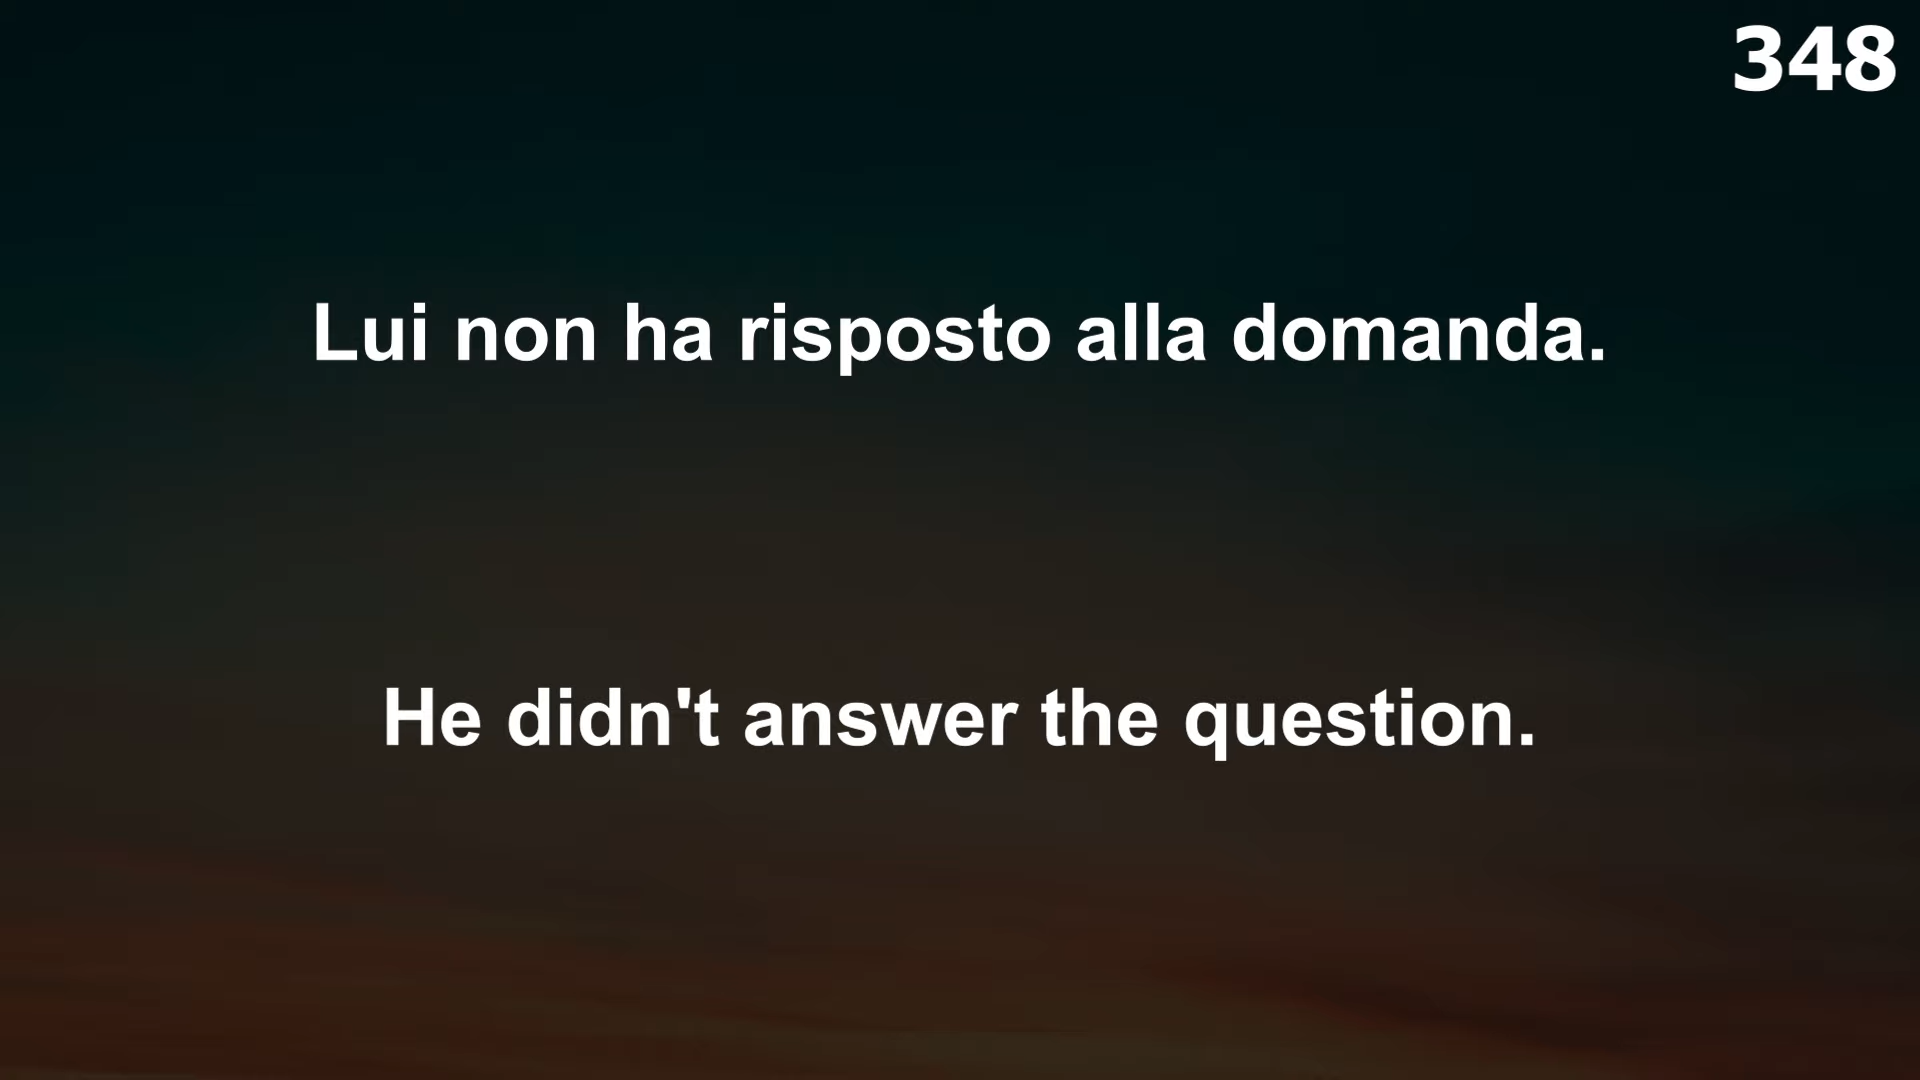 348
Lui non ha risposto alla domanda.
He didn't answer the question.